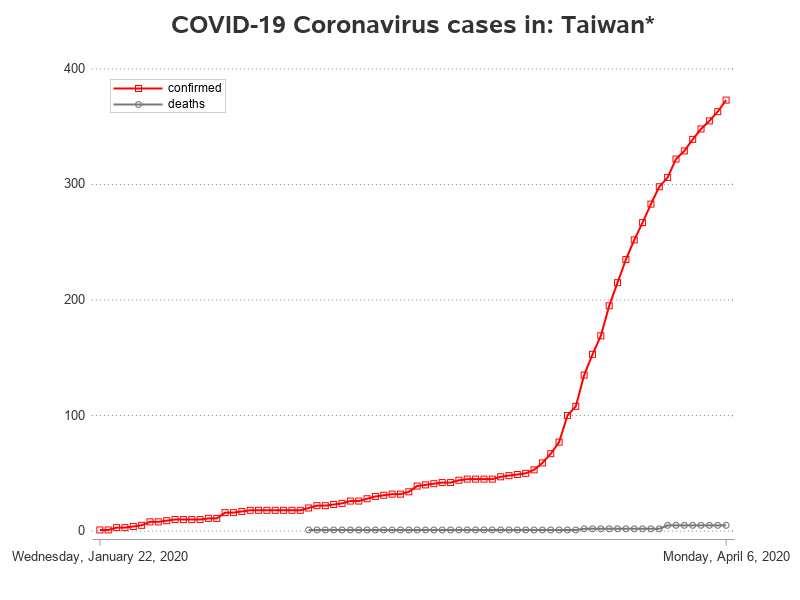 COVID-19 Coronavirus cases in: Taiwan*
400
confirmed
deaths
300
200
100
0
Wednesday, January 22, 2020
Monday, April 6, 2020